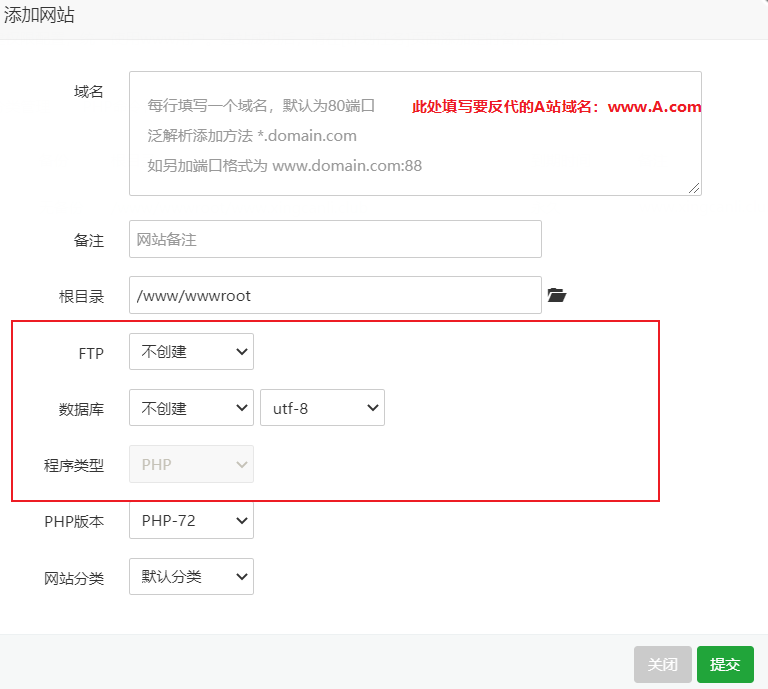 添加网站
域名
每行填写一个域名，默认为80端口
此处填写要反代的A站域名：www.A.com
泛解析添加方法 *.domain.com
如另加端口格式为 www.domain.com:88
备注
网站备注
根目录
/www/wwwroot
FTP
不创建
数据库
不创建
utf-8
程序类型
PHP
PHP版本
PHP-72
网站分类
默认分类
关闭
提交